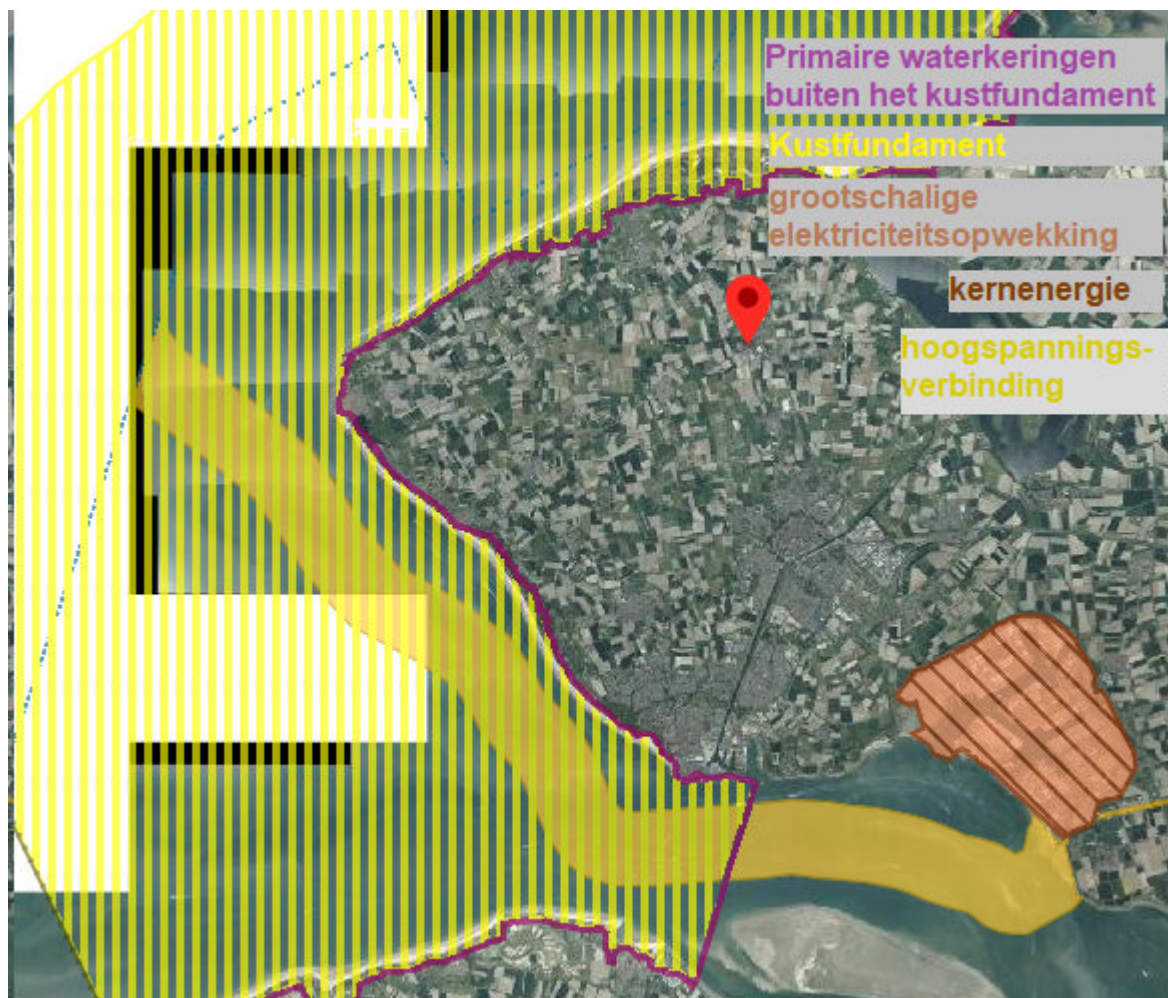 Primaire waterkeringen
buiten het kustfundament
Kustfundament
grootschalige
elektriciteitsopwekking
kernenergie
hoogspannings-
verbinding